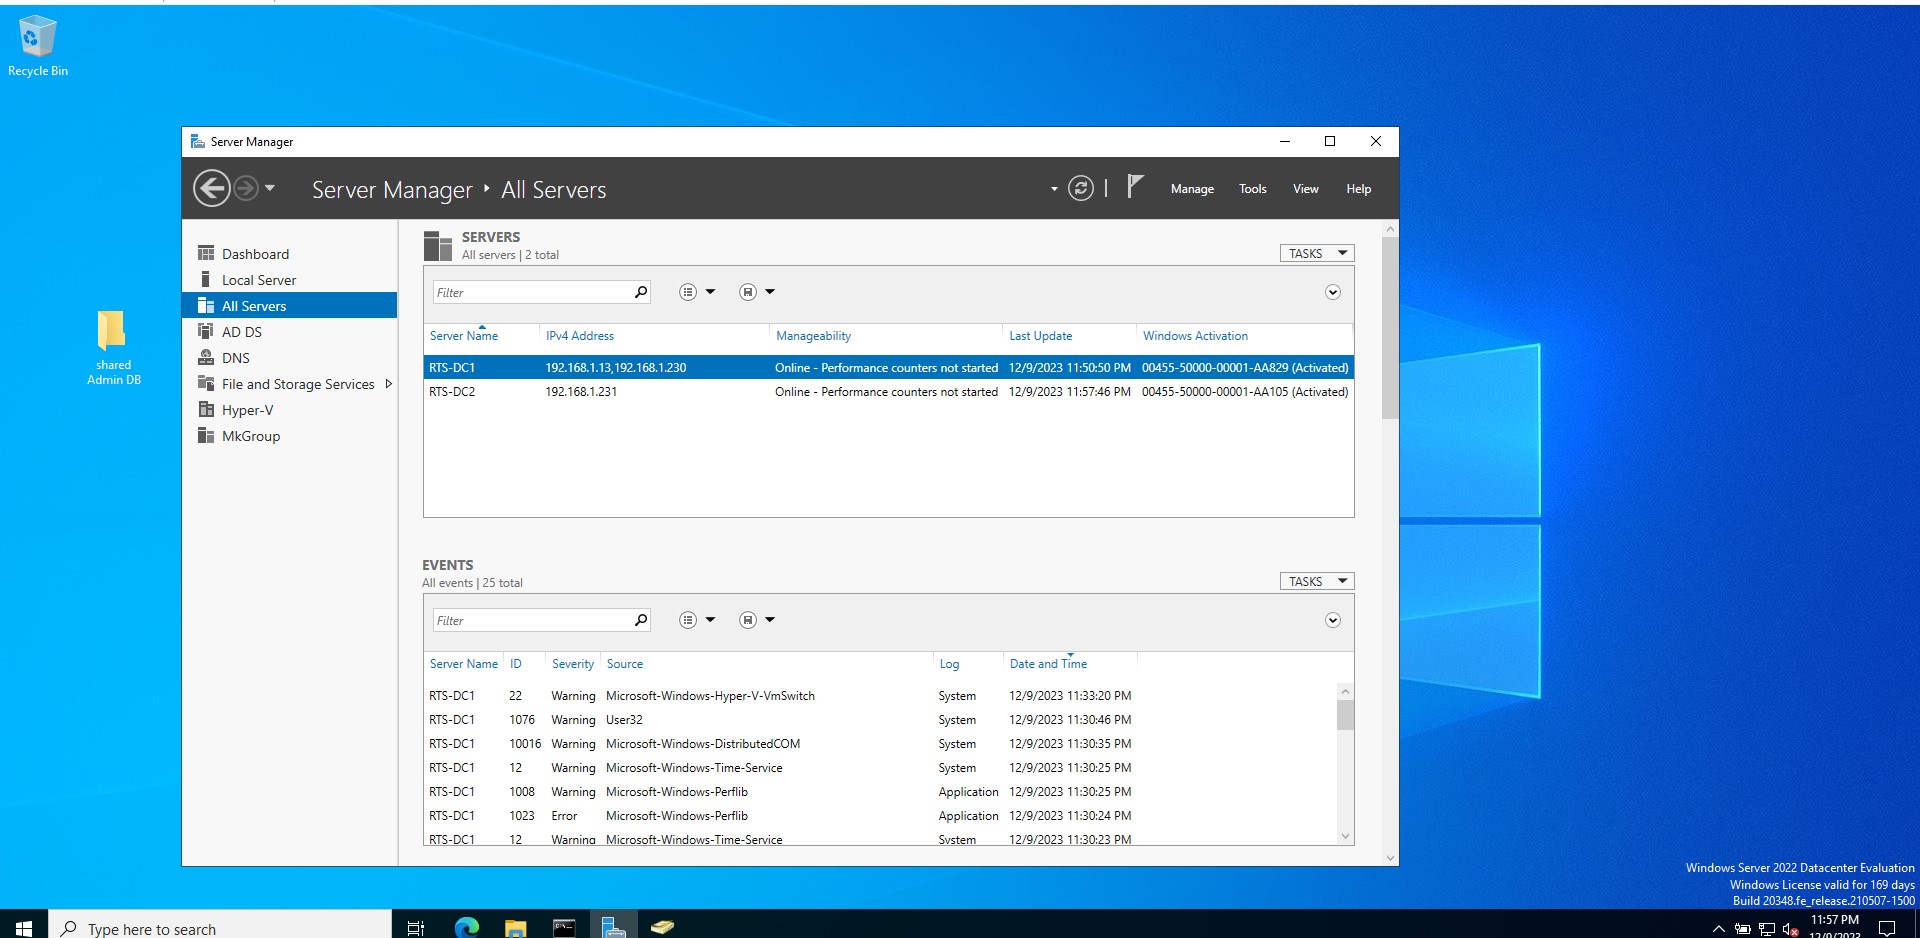 Recycle Bin
shared
Admin DB
Server Manager
Server Manager All Servers
Manage Tools View Help
Dashboard
Local Server
All Servers
AD DS
DNS
File and Storage Services
Hyper-V
MkGroup
SERVERS
All servers | 2 total
TASKS
Filter
Server Name IPv4 Address Manageability Last Update Windows Activation
RTS-DC1 192.168.1.13,192.168.1.230 Online - Performance counters not started 12/9/2023 11:50:50 PM 00455-50000-00001-AA829 (Activated)
RTS-DC2 192.168.1.231 Online - Performance counters not started 12/9/2023 11:57:46 PM 00455-50000-00001-AA105 (Activated)
EVENTS
All events | 25 total
TASKS
Filter
Server Name ID Severity Source Log Date and Time
RTS-DC1 22 Warning Microsoft-Windows-Hyper-V-VmSwitch System 12/9/2023 11:33:20 PM
RTS-DC1 1076 Warning User32 System 12/9/2023 11:30:46 PM
RTS-DC1 10016 Warning Microsoft-Windows-DistributedCOM System 12/9/2023 11:30:35 PM
RTS-DC1 12 Warning Microsoft-Windows-Time-Service System 12/9/2023 11:30:25 PM
RTS-DC1 1008 Warning Microsoft-Windows-Perflib Application 12/9/2023 11:30:25 PM
RTS-DC1 1023 Error Microsoft-Windows-Perflib Application 12/9/2023 11:30:24 PM
RTS-DC1 12 Warning Microsoft-Windows-Time-Service System 12/9/2023 11:30:23 PM
Windows Server 2022 Datacenter Evaluation
Windows License valid for 169 days
Build 20348.fe_release.210507-1500
Type here to search
11:57 PM
12/9/2023